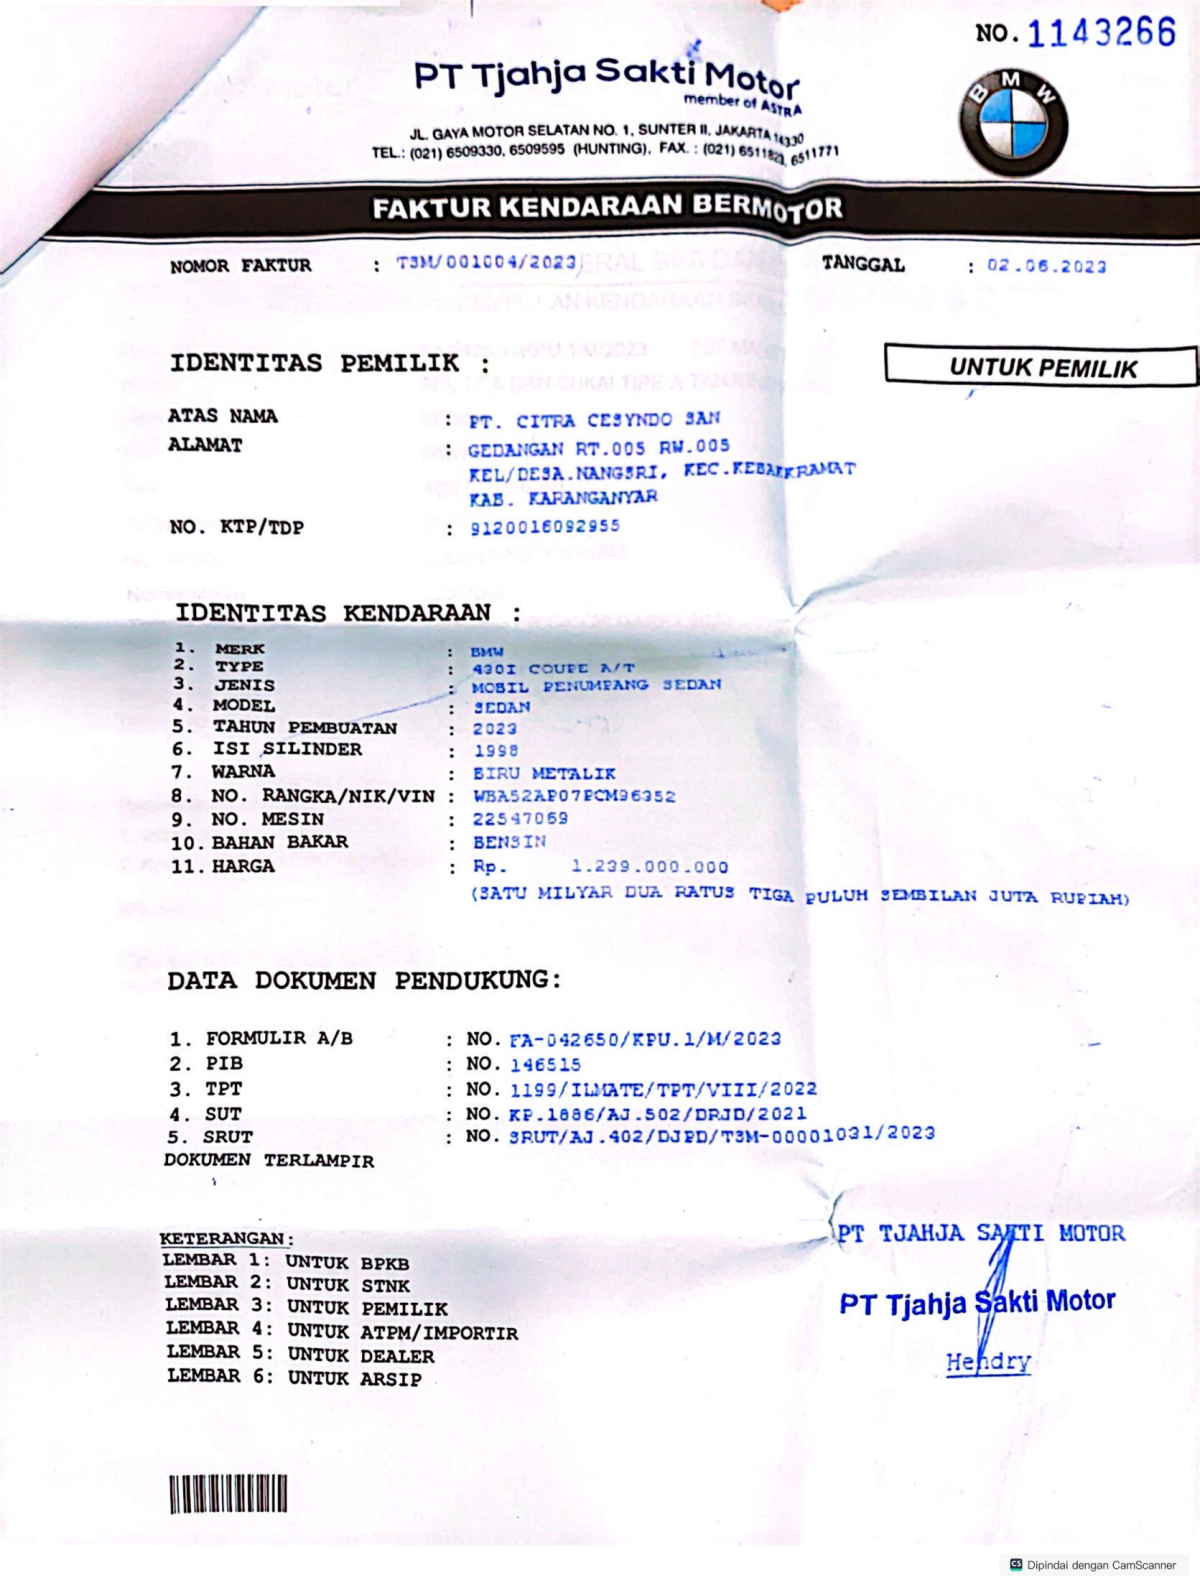 NO. 1143266
PT Tjahja Sakti Motor
member of ASTRA
BMW
JL. GAYA MOTOR SELATAN NO. 1, SUNTER II, JAKARTA 14330
TEL.: (021) 6509330, 6509595 (HUNTING), FAX. : (021) 6511823, 6511771
FAKTUR KENDARAAN BERMOTOR
NOMOR FAKTUR : TSM/001004/2023 TANGGAL : 02.06.2023
IDENTITAS PEMILIK :
UNTUK PEMILIK
ATAS NAMA : PT. CITRA CESYNDO SAN
ALAMAT : GEDANGAN RT.005 RW.005
KEL/DESA.NANGSRI, KEC.KEBAKKRAMAT
KAB. KARANGANYAR
NO. KTP/TDP : 9120016092955
IDENTITAS KENDARAAN :
1. MERK : BMW
2. TYPE : 430I COUPE A/T
3. JENIS : MOBIL PENUMPANG SEDAN
4. MODEL : SEDAN
5. TAHUN PEMBUATAN : 2023
6. ISI SILINDER : 1998
7. WARNA : BIRU METALIK
8. NO. RANGKA/NIK/VIN : WBA52AP07PCM96352
9. NO. MESIN : 22547069
10. BAHAN BAKAR : BENSIN
11. HARGA : Rp. 1.239.000.000
(SATU MILYAR DUA RATUS TIGA PULUH SEMBILAN JUTA RUPIAH)
DATA DOKUMEN PENDUKUNG:
1. FORMULIR A/B : NO. FA-042650/KPU.1/M/2023
2. PIB : NO. 146515
3. TPT : NO. 1199/ILMATE/TPT/VIII/2022
4. SUT : NO. KP.1886/AJ.502/DRJD/2021
5. SRUT : NO. SRUT/AJ.402/DJPD/TSM-00001031/2023
DOKUMEN TERLAMPIR
KETERANGAN:
LEMBAR 1: UNTUK BPKB
LEMBAR 2: UNTUK STNK
LEMBAR 3: UNTUK PEMILIK
LEMBAR 4: UNTUK ATPM/IMPORTIR
LEMBAR 5: UNTUK DEALER
LEMBAR 6: UNTUK ARSIP
PT TJAHJA SAKTI MOTOR
PT Tjahja Sakti Motor
Hendry
CS Dipindai dengan CamScanner